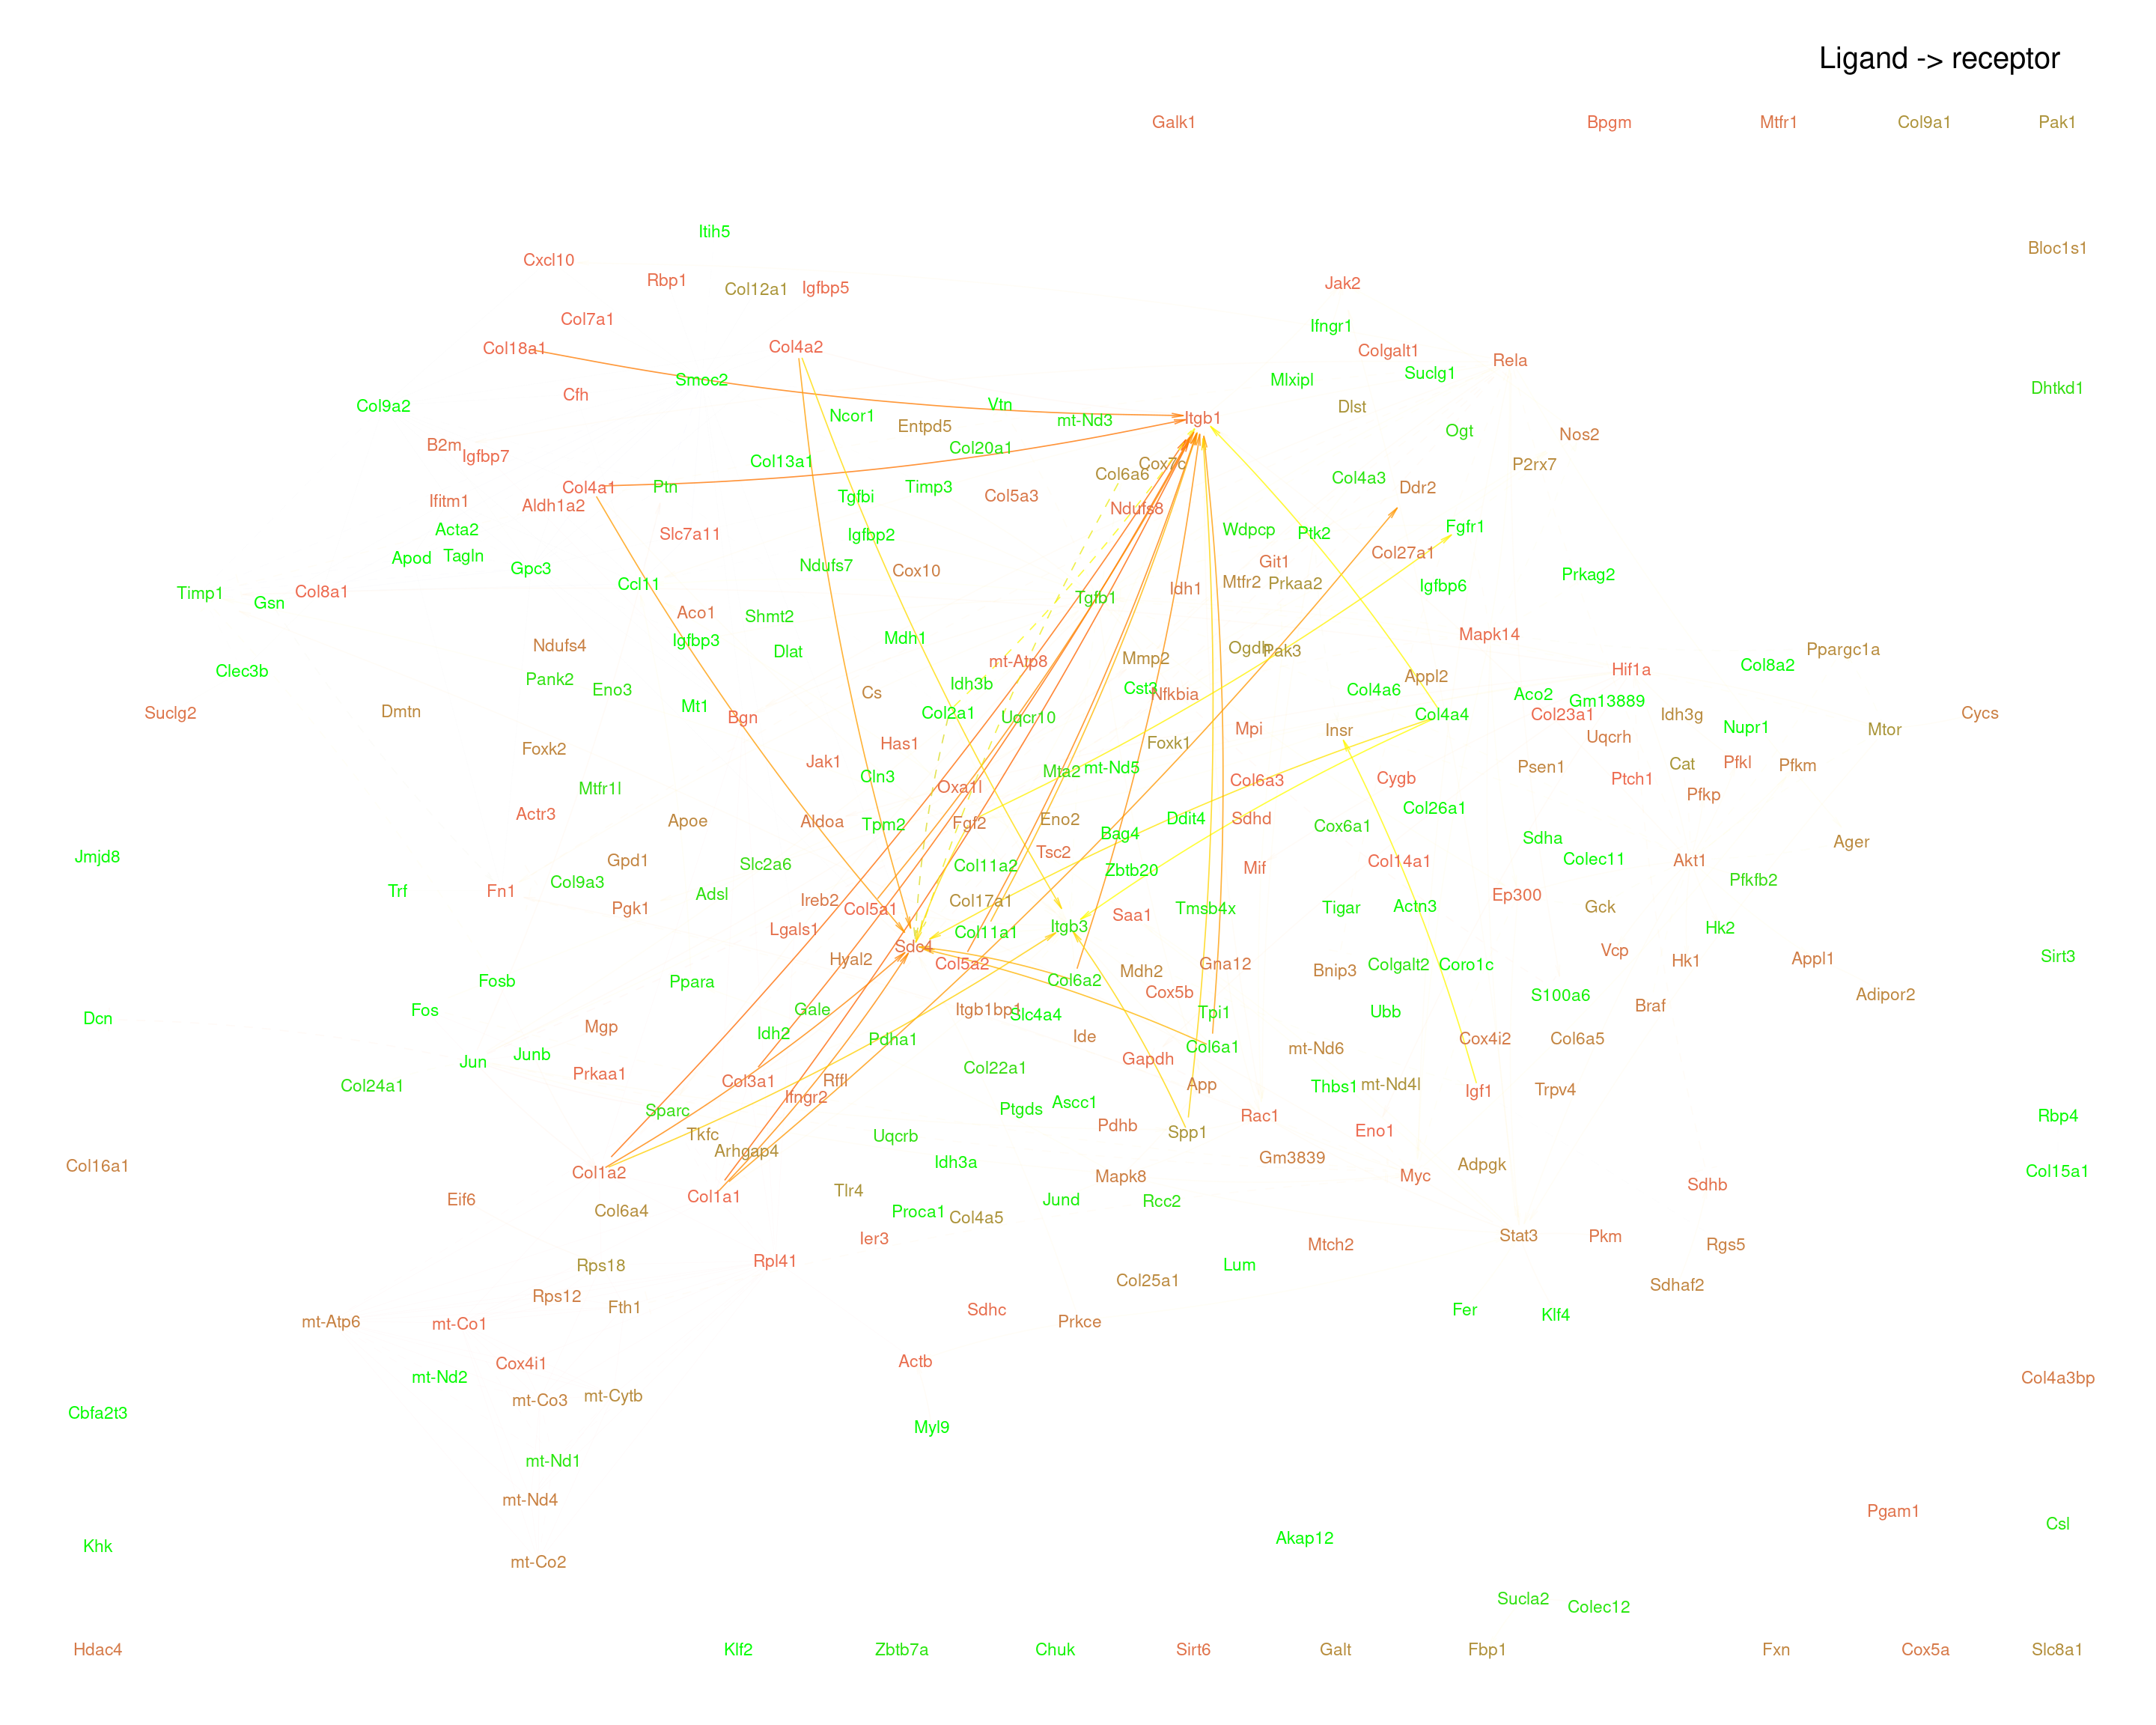 Ligand -> receptor
Galk1 Bpgm Mtfr1 Col9a1 Pak1
Itih5
Bloc1s1
Cxcl10
Rbp1 Col12a1 Igfbp5 Jak2
Col7a1 Ifngr1
Col18a1 Col4a2 Colgalt1 Rela
Smoc2 Mlxipl Suclg1
Cfh Dhtkd1
Col9a2 Ncor1 Vtn Dlst
Entpd5 mt-Nd3 Itgb1 Ogt Nos2
B2m Igfbp7 Col13a1 Col20a1 Cox7c P2rx7
Col6a6 Col4a3
Col4a1 Ptn Tgfbi Timp3 Col5a3 Ddr2
Ifitm1 Aldh1a2 Ndufs8
Acta2 Slc7a11 Igfbp2 Wdpcp Ptk2 Fgfr1
Apod Tagln Gpc3 Ndufs7 Cox10 Git1 Col27a1
Timp1 Gsn Col8a1 Ccl11 Tgfb1 Idh1 Mtfr2 Prkaa2 Igfbp6 Prkag2
Aco1 Shmt2
Ndufs4 Igfbp3 Dlat Mdh1 Ogdh Pak3 Mapk14 Ppargc1a
Clec3b Pank2 Eno3 Cs mt-Atp8 Idh3b Mmp2 Cst3 Nfkbia Appl2 Hif1a Col8a2
Suclg2 Dmtn Mt1 Bgn Col2a1 Uqcr10 Col4a6 Col4a4 Aco2 Gm13889 Col23a1 Idh3g Cycs
Foxk2 Has1 Foxk1 Mpi Insr Uqcrh Nupr1 Mtor
Jak1 Cln3 Mta2 mt-Nd5 Psen1 Cat Pfkl Pfkm
Mtfr1l Oxa1l Col6a3 Cygb Ptch1 Pfkp
Actr3 Apoe Aldoa Tpm2 Fgf2 Eno2 Bag4 Ddit4 Sdhd Cox6a1 Col26a1 Sdha Ager
Jmjd8 Gpd1 Slc2a6 Col11a2 Tsc2 Zbtb20 Mif Col14a1 Colec11 Akt1
Trf Fn1 Col9a3 Adsl Ireb2 Col17a1 Ep300 Pfkfb2
Pgk1 Lgals1 Col5a1 Saa1 Tmsb4x Tigar Actn3 Gck
Sdc4 Col11a1 Itgb3 Hk2
Hyal2 Col5a2 Mdh2 Gna12 Bnip3 Colgalt2 Coro1c Vcp Hk1 Appl1 Sirt3
Fosb Ppara Col6a2 Cox5b S100a6 Adipor2
Dcn Fos Mgp Gale Itgb1bp1 Slc4a4 Tpi1 Ubb Braf
Jun Junb Idh2 Pdha1 Ide Col6a1 mt-Nd6 Cox4i2 Col6a5
Col24a1 Prkaa1 Col3a1 Rffl Col22a1 Gapdh App Thbs1 mt-Nd4l Igf1 Trpv4
Sparc Ifngr2 Ptgds Ascc1 Rac1 Rbp4
Tkfc Arhgap4 Uqcrb Pdhb Spp1 Eno1
Col16a1 Col1a2 Idh3a Mapk8 Gm3839 Myc Adpgk Col15a1
Eif6 Col6a4 Col1a1 Tlr4 Proca1 Col4a5 Jund Rcc2 Sdhb
Ier3 Mtch2 Stat3 Pkm Rgs5
Rps18 Rpl41 Col25a1 Lum Sdhaf2
mt-Atp6 Rps12 Fth1 Sdhc Prkce Fer Klf4
mt-Co1
Cox4i1 Actb
mt-Nd2 mt-Co3 mt-Cytb Col4a3bp
Cbfa2t3 Myl9
mt-Nd1
mt-Nd4 Pgam1
Khk mt-Co2 Akap12 Csl
Sucla2 Colec12
Hdac4 Klf2 Zbtb7a Chuk Sirt6 Galt Fbp1 Fxn Cox5a Slc8a1